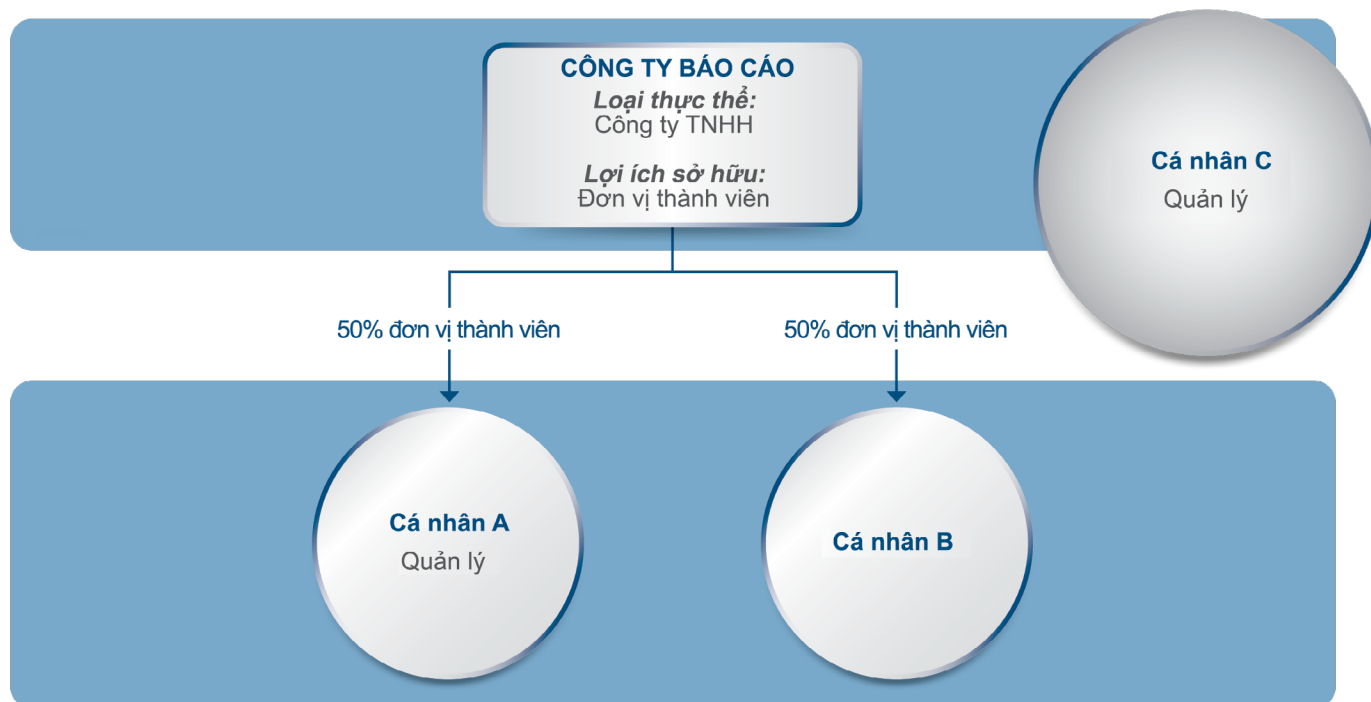 CÔNG TY BÁO CÁO
Loại thực thể:
Công ty TNHH
Lợi ích sở hữu:
Đơn vị thành viên
Cá nhân C
Quản lý
50% đơn vị thành viên
50% đơn vị thành viên
Cá nhân A
Quản lý
Cá nhân B